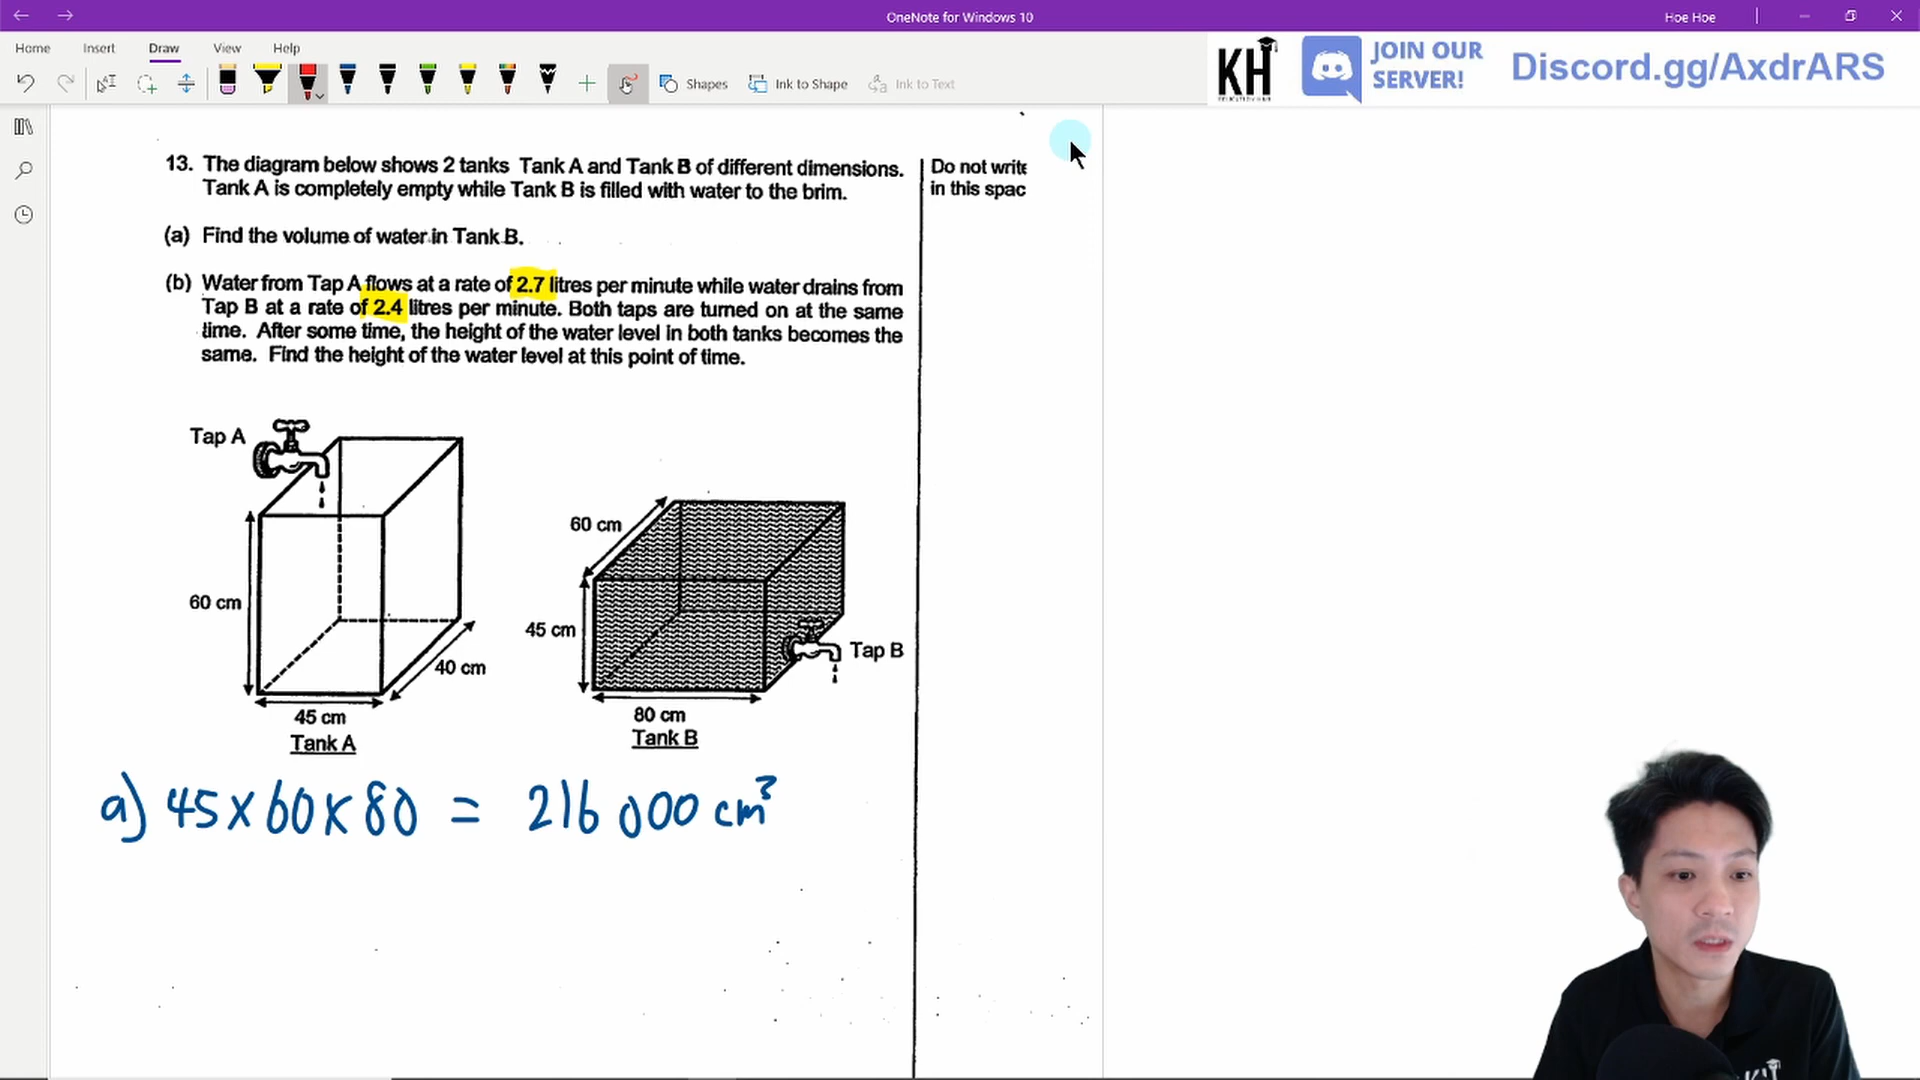 OneNote for Windows 10
Hoe Hoe
Home Insert Draw View Help
Shapes Ink to Shape Ink to Text
KH
JOIN OUR
SERVER!
Discord.gg/AxdrARS
13. The diagram below shows 2 tanks Tank A and Tank B of different dimensions.
Tank A is completely empty while Tank B is filled with water to the brim.
Do not write
in this spac
(a) Find the volume of water in Tank B.
(b) Water from Tap A flows at a rate of 2.7 litres per minute while water drains from
Tap B at a rate of 2.4 litres per minute. Both taps are turned on at the same
time. After some time, the height of the water level in both tanks becomes the
same. Find the height of the water level at this point of time.
Tap A
60 cm
40 cm
45 cm
Tank A
60 cm
45 cm
Tap B
80 cm
Tank B
a) 45 x 60 x 80 = 216 000 cm³